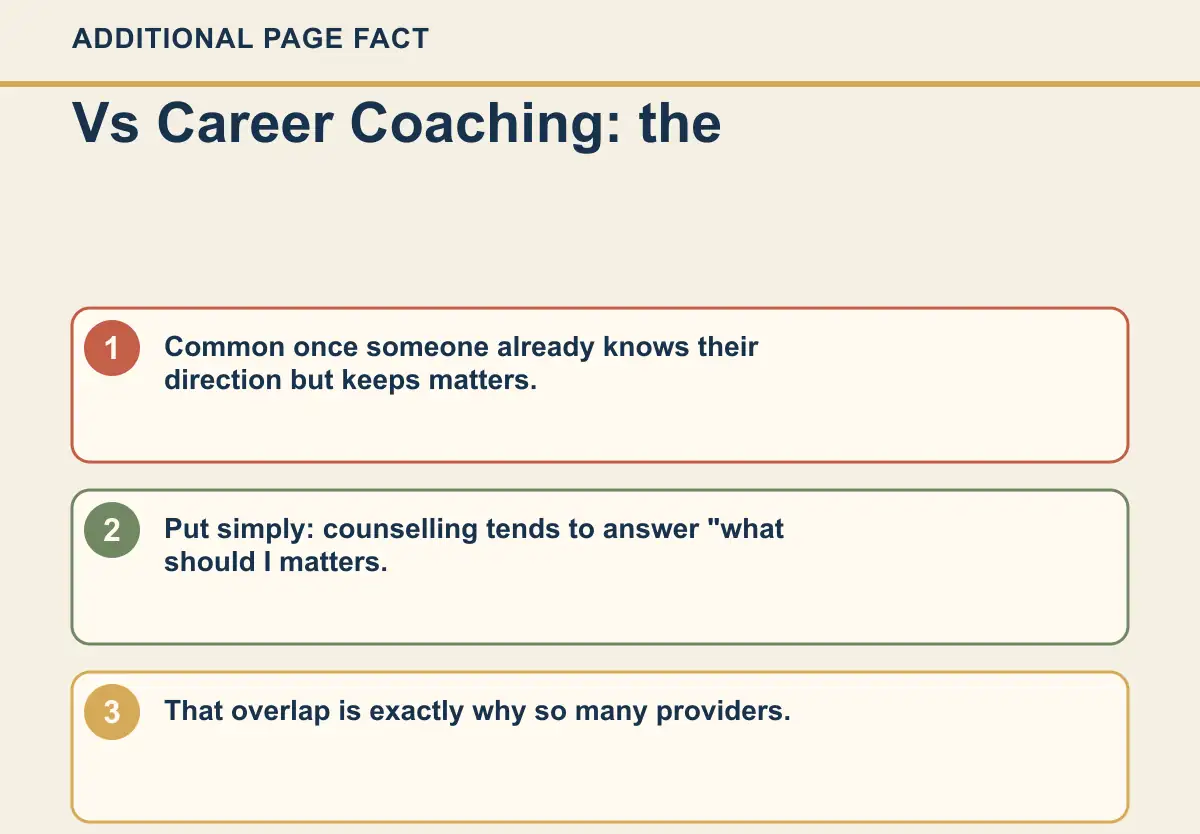 ADDITIONAL PAGE FACT
Vs Career Coaching: the
1
Common once someone already knows their
direction but keeps matters.
2
Put simply: counselling tends to answer "what
should I matters.
3
That overlap is exactly why so many providers.